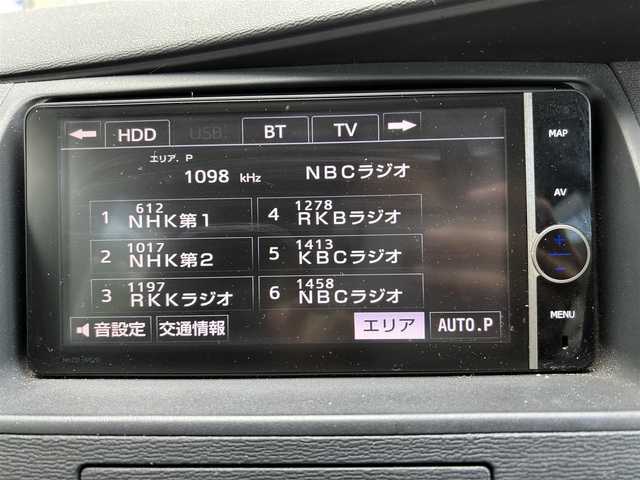 HDD USB BT TV
エリア. P
1098 kHz NBCラジオ
1 612 NHK第1
4 1278 RKBラジオ
2 1017 NHK第2
5 1413 KBCラジオ
3 1197 RKKラジオ
6 1458 NBCラジオ
音設定 交通情報 エリア AUTO.P
MAP
AV
+
−
MENU